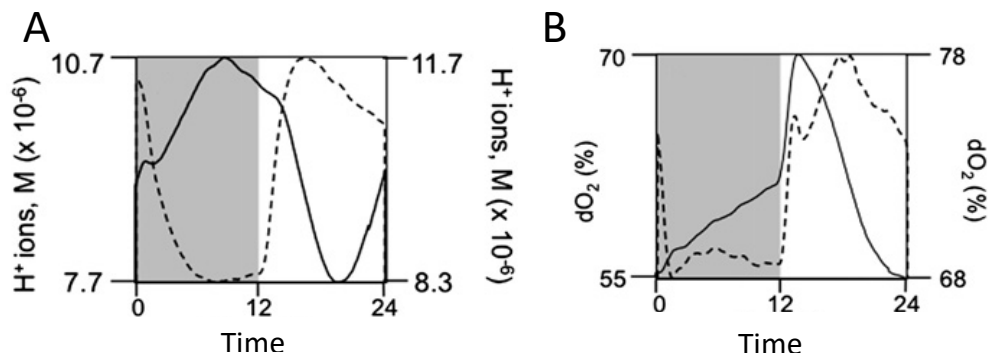 A
10.7
11.7
H+ ions, M (x 10-6)
H+ ions, M (x 10-6)
7.7
8.3
0
12
24
Time
B
70
78
dO2 (%)
dO2 (%)
55
68
0
12
24
Time